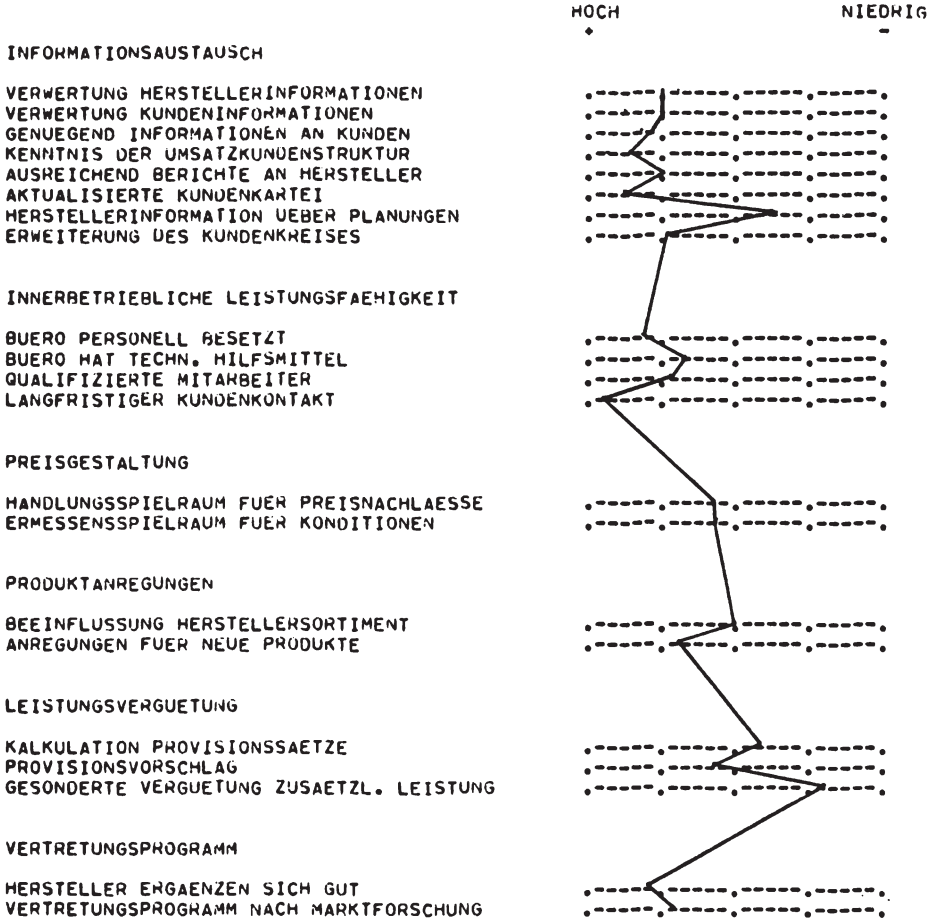 HOCH NIEDRIG
+ -
INFORMATIONSAUSTAUSCH
VERWERTUNG HERSTELLERINFORMATIONEN
VERWERTUNG KUNDENINFORMATIONEN
GENUEGEND INFORMATIONEN AN KUNDEN
KENNTNIS DER UMSATZKUNDENSTRUKTUR
AUSREICHEND BERICHTE AN HERSTELLER
AKTUALISIERTE KUNDENKARTEI
HERSTELLERINFORMATION UEBER PLANUNGEN
ERWEITERUNG DES KUNDENKREISES
INNERBETRIEBLICHE LEISTUNGSFAEHIGKEIT
BUERO PERSONELL BESETZT
BUERO HAT TECHN. HILFSMITTEL
QUALIFIZIERTE MITARBEITER
LANGFRISTIGER KUNDENKONTAKT
PREISGESTALTUNG
HANDLUNGSSPIELRAUM FUER PREISNACHLAESSE
ERMESSENSSPIELRAUM FUER KONDITIONEN
PRODUKTANREGUNGEN
BEEINFLUSSUNG HERSTELLERSORTIMENT
ANREGUNGEN FUER NEUE PRODUKTE
LEISTUNGSVERGUETUNG
KALKULATION PROVISIONSSAETZE
PROVISIONSVORSCHLAG
GESONDERTE VERGUETUNG ZUSAETZL. LEISTUNG
VERTRETUNGSPROGRAMM
HERSTELLER ERGAENZEN SICH GUT
VERTRETUNGSPROGRAMM NACH MARKTFORSCHUNG